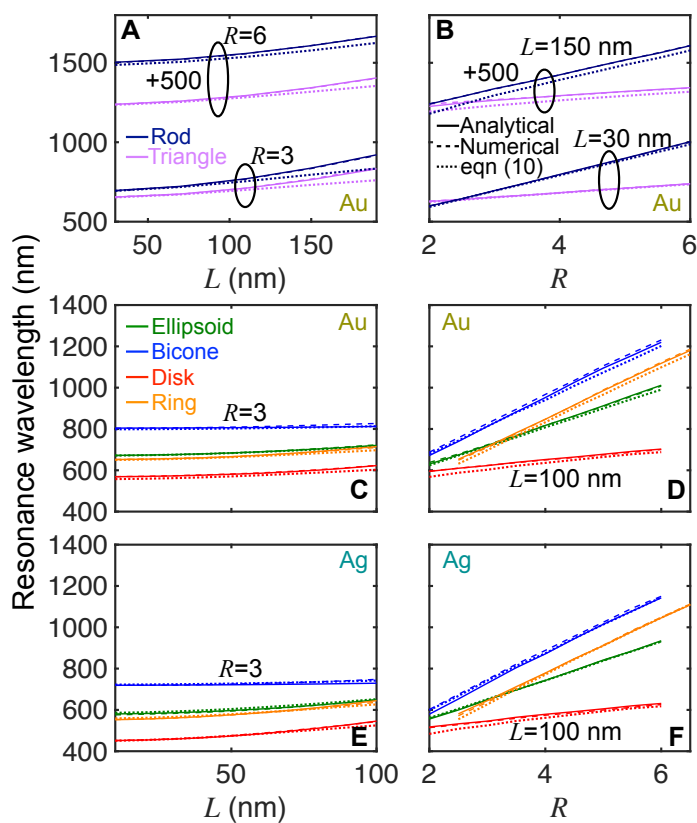 A
R=6
+500
Rod
Triangle
R=3
Au
1500
1000
500
50
100
150
L (nm)
B
L=150 nm
+500
Analytical
Numerical
eqn (10)
L=30 nm
Au
2
4
6
R
Resonance wavelength (nm)
1400
1200
1000
800
600
400
Au
Ellipsoid
Bicone
Disk
Ring
R=3
C
Au
L=100 nm
D
1400
1200
1000
800
600
400
Ag
R=3
E
50
100
L (nm)
Ag
L=100 nm
F
2
4
6
R